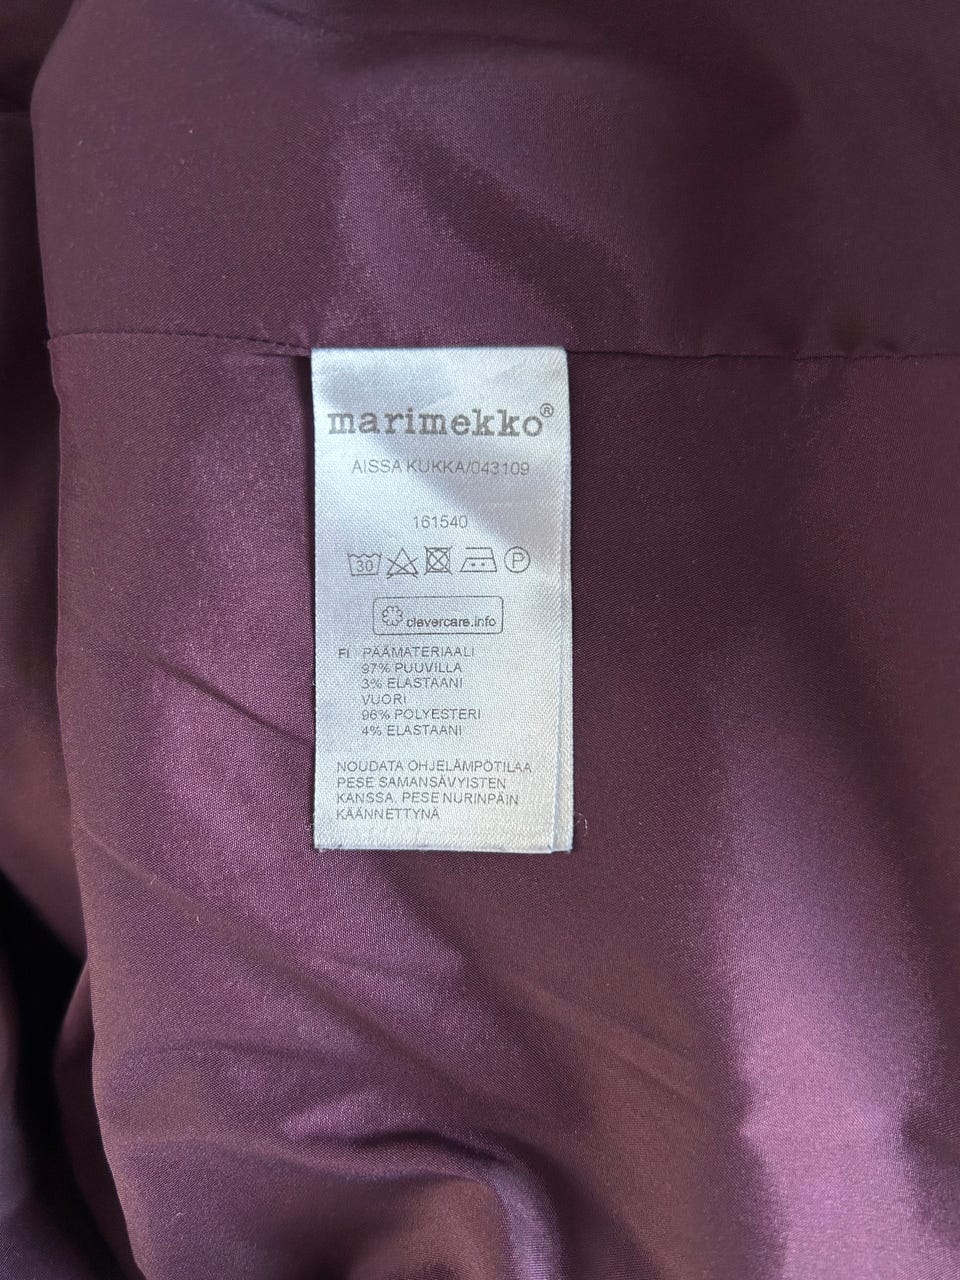 marimekko®
AISSA KUKKA/043109
161540
30 P
clevercare.info
FI PÄÄMATERIAALI
97% PUUVILLA
3% ELASTAANI
VUORI
96% POLYESTERI
4% ELASTAANI
NOUDATA OHJELÄMPÖTILAA
PESE SAMANSÄVYISTEN
KANSSA. PESE NURINPÄIN
KÄÄNNETTYNÄ